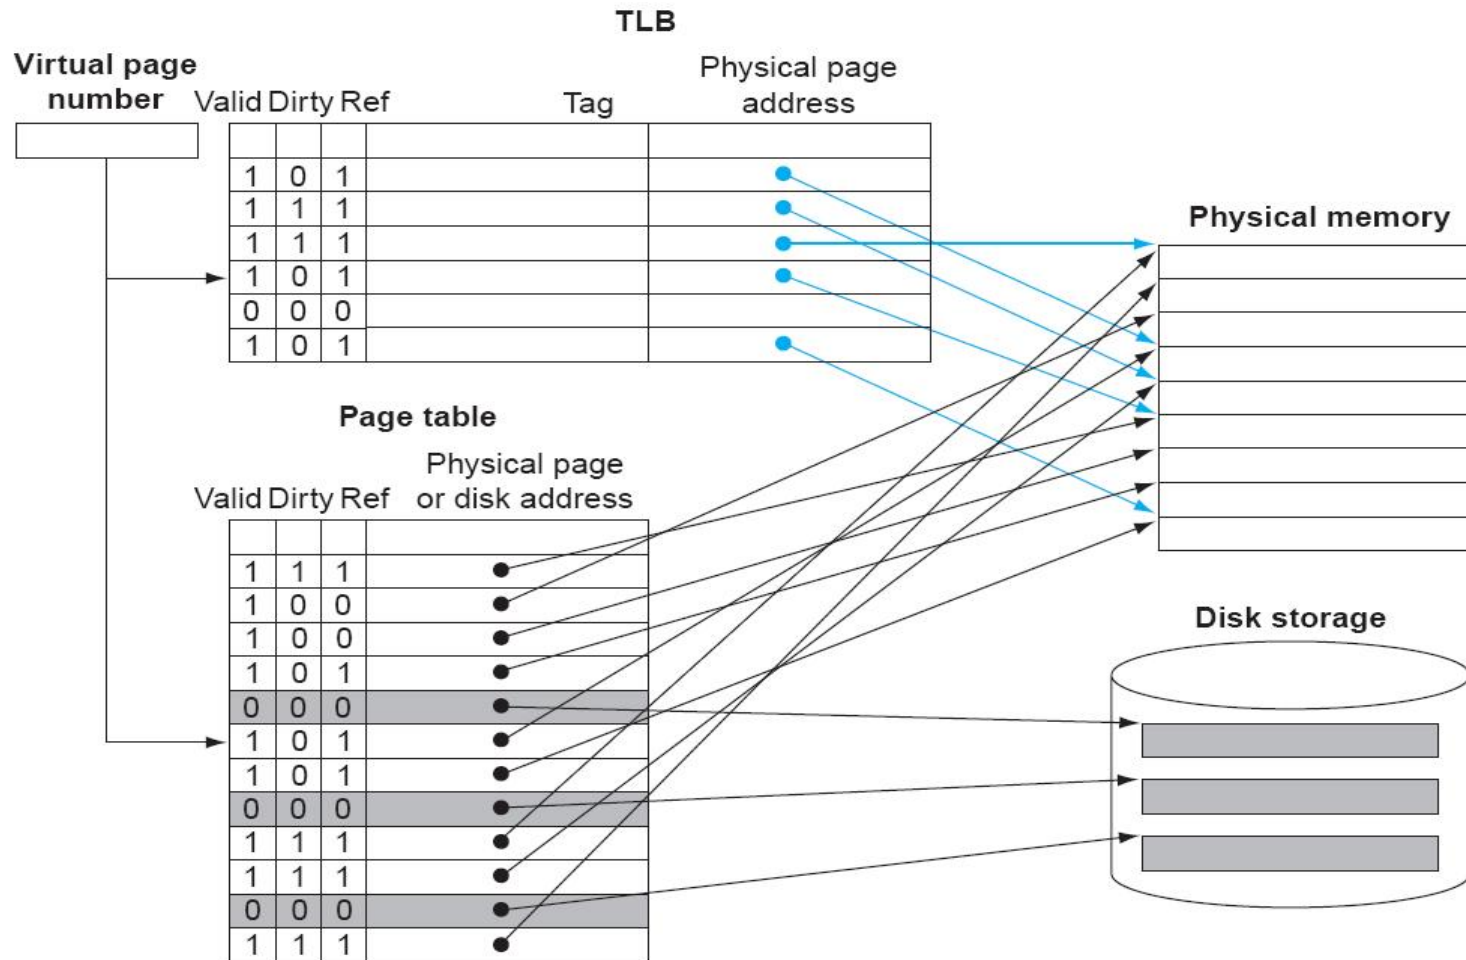 TLB
Virtual page
number
Valid Dirty Ref
Tag
Physical page
address
1 0 1
1 1 1
1 1 1
1 0 1
0 0 0
1 0 1
Physical memory
Page table
Physical page
or disk address
Valid Dirty Ref
1 1 1
1 0 0
1 0 0
1 0 1
0 0 0
1 0 1
1 0 1
0 0 0
1 1 1
1 1 1
0 0 0
1 1 1
Disk storage